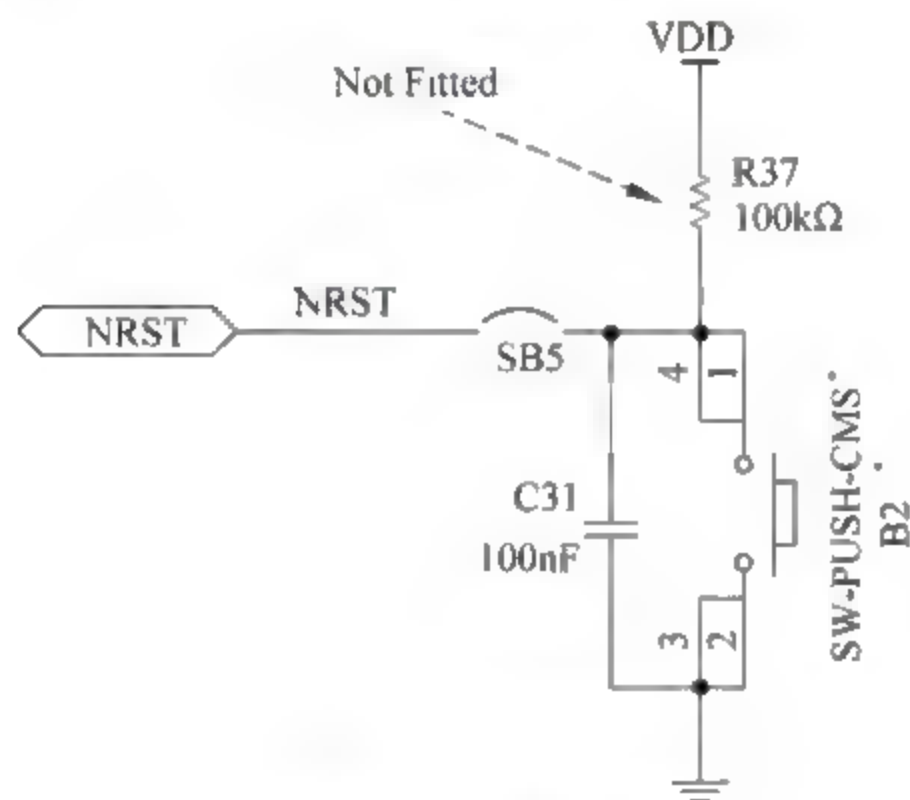 VDD
Not Fitted
R37
100kΩ
NRST
NRST
SB5
4
1
C31
100nF
3
2
SW-PUSH-CMS
B2